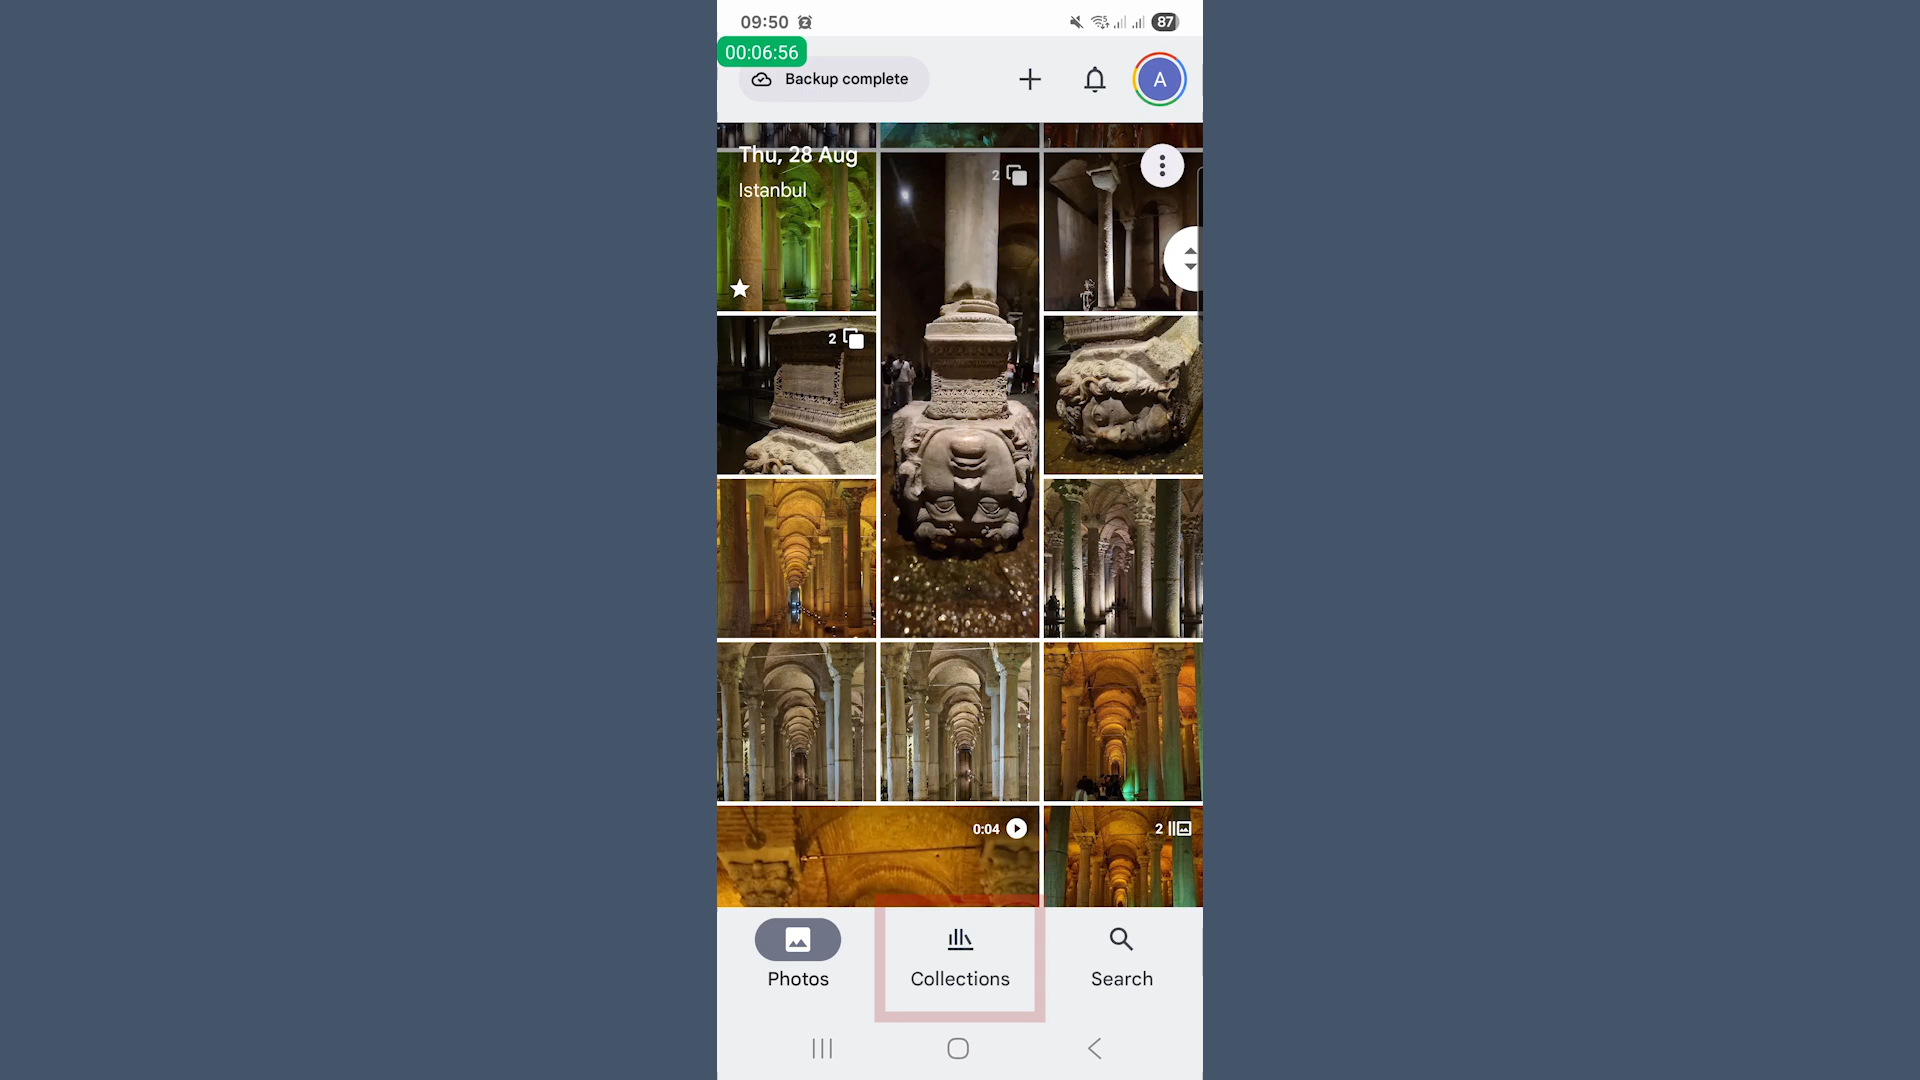 09:50
87
00:06:56
Backup complete
A
Thu, 28 Aug
Istanbul
2
2
0:04
2
Photos
Collections
Search